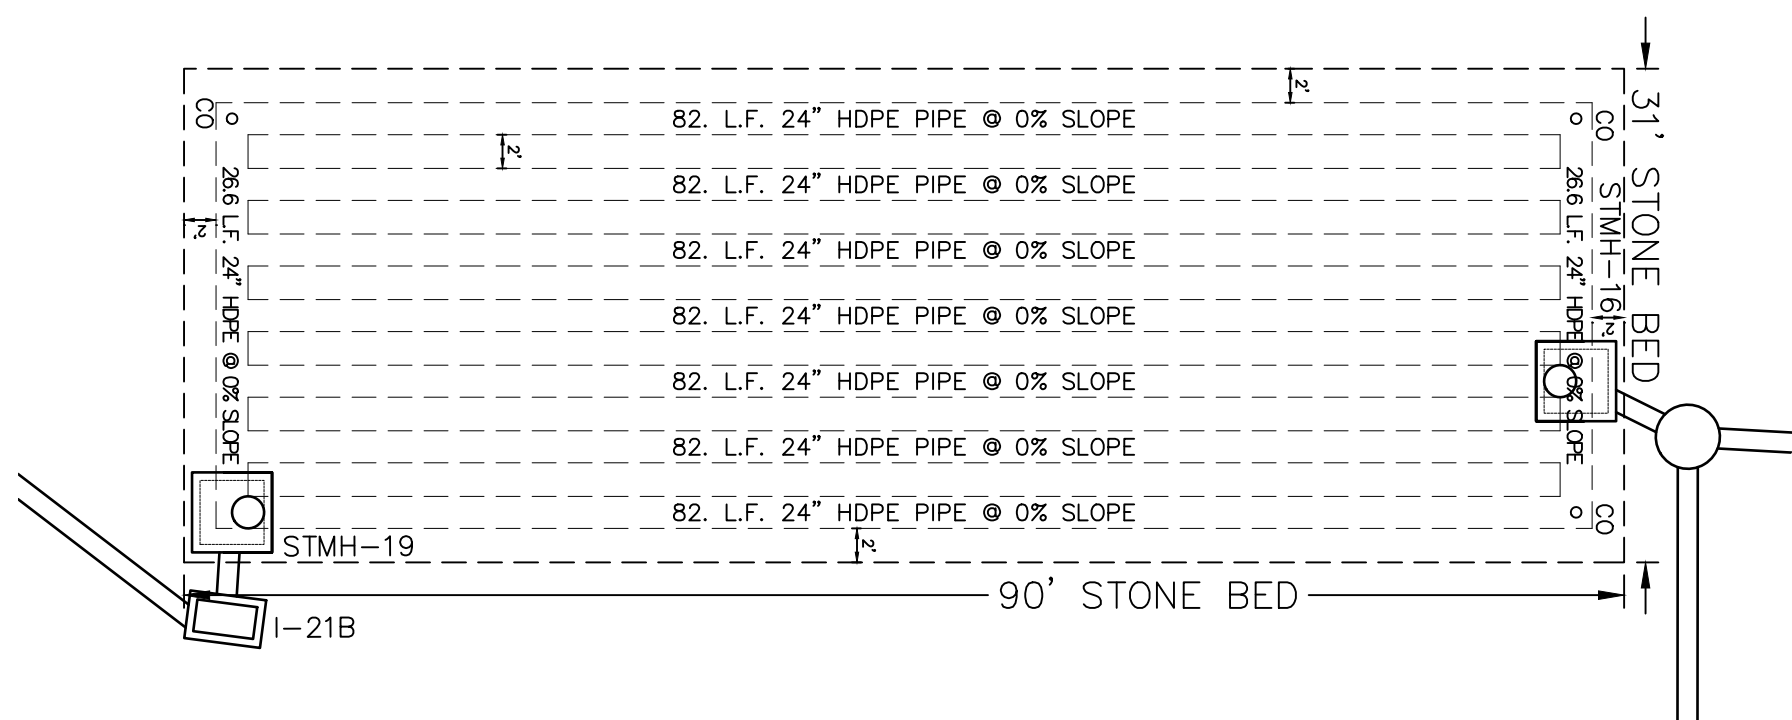 2'
31' STONE BED
CO
82. L.F. 24" HDPE PIPE @ 0% SLOPE
CO
2'
82. L.F. 24" HDPE PIPE @ 0% SLOPE
26.6 L.F. 24" HDPE @ 0% SLOPE
26.6 L.F. 24" HDPE @ 0% SLOPE
STMH-16
2'
82. L.F. 24" HDPE PIPE @ 0% SLOPE
82. L.F. 24" HDPE PIPE @ 0% SLOPE
2'
82. L.F. 24" HDPE PIPE @ 0% SLOPE
82. L.F. 24" HDPE PIPE @ 0% SLOPE
82. L.F. 24" HDPE PIPE @ 0% SLOPE
CO
STMH-19
2'
90' STONE BED
I-21B